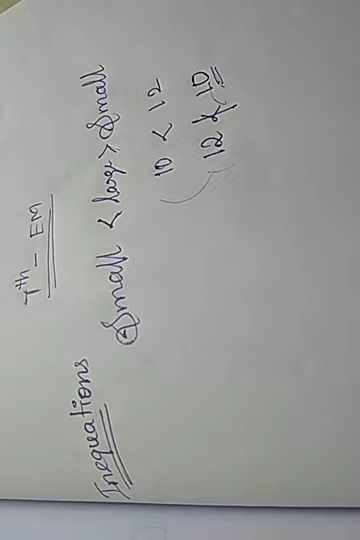 7th - EM
Inequations
Small < large > Small
10 < 12
12 ≮ 10